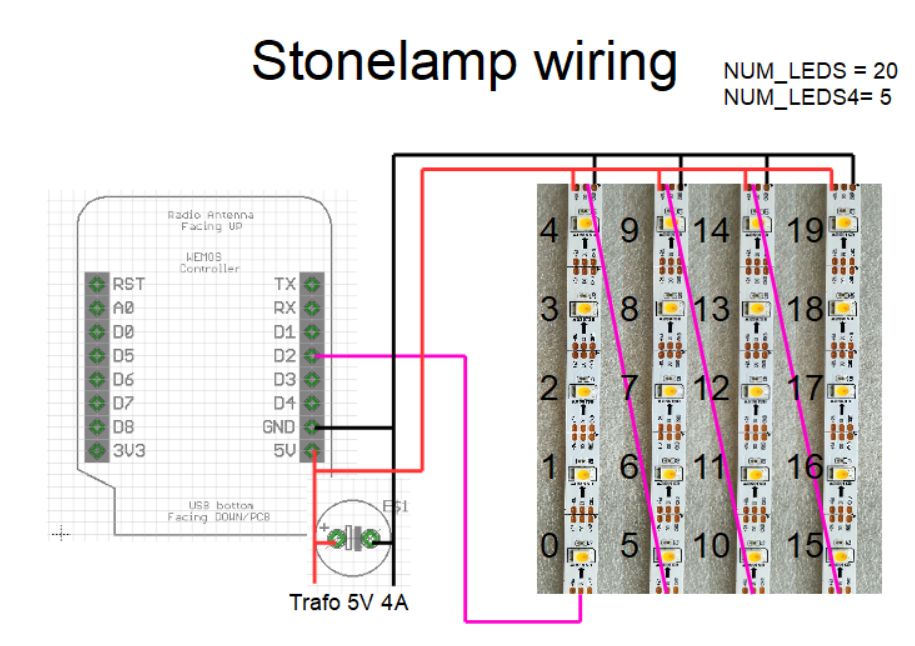 Stonelamp wiring
NUM_LEDS = 20
NUM_LEDS4= 5
Radio Antenna
Facing UP
WEMOS
Controller
RST TX
A0 RX
D0 D1
D5 D2
D6 D3
D7 D4
D8 GND
3V3 5V
USB bottom
Facing DOWN/PCB
E$1
+
Trafo 5V 4A
4 9 14 19
3 8 13 18
2 7 12 17
1 6 11 16
0 5 10 15